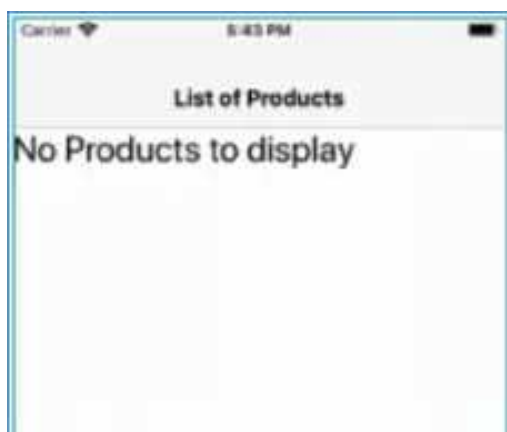 Carrier
5:43 PM
List of Products
No Products to display